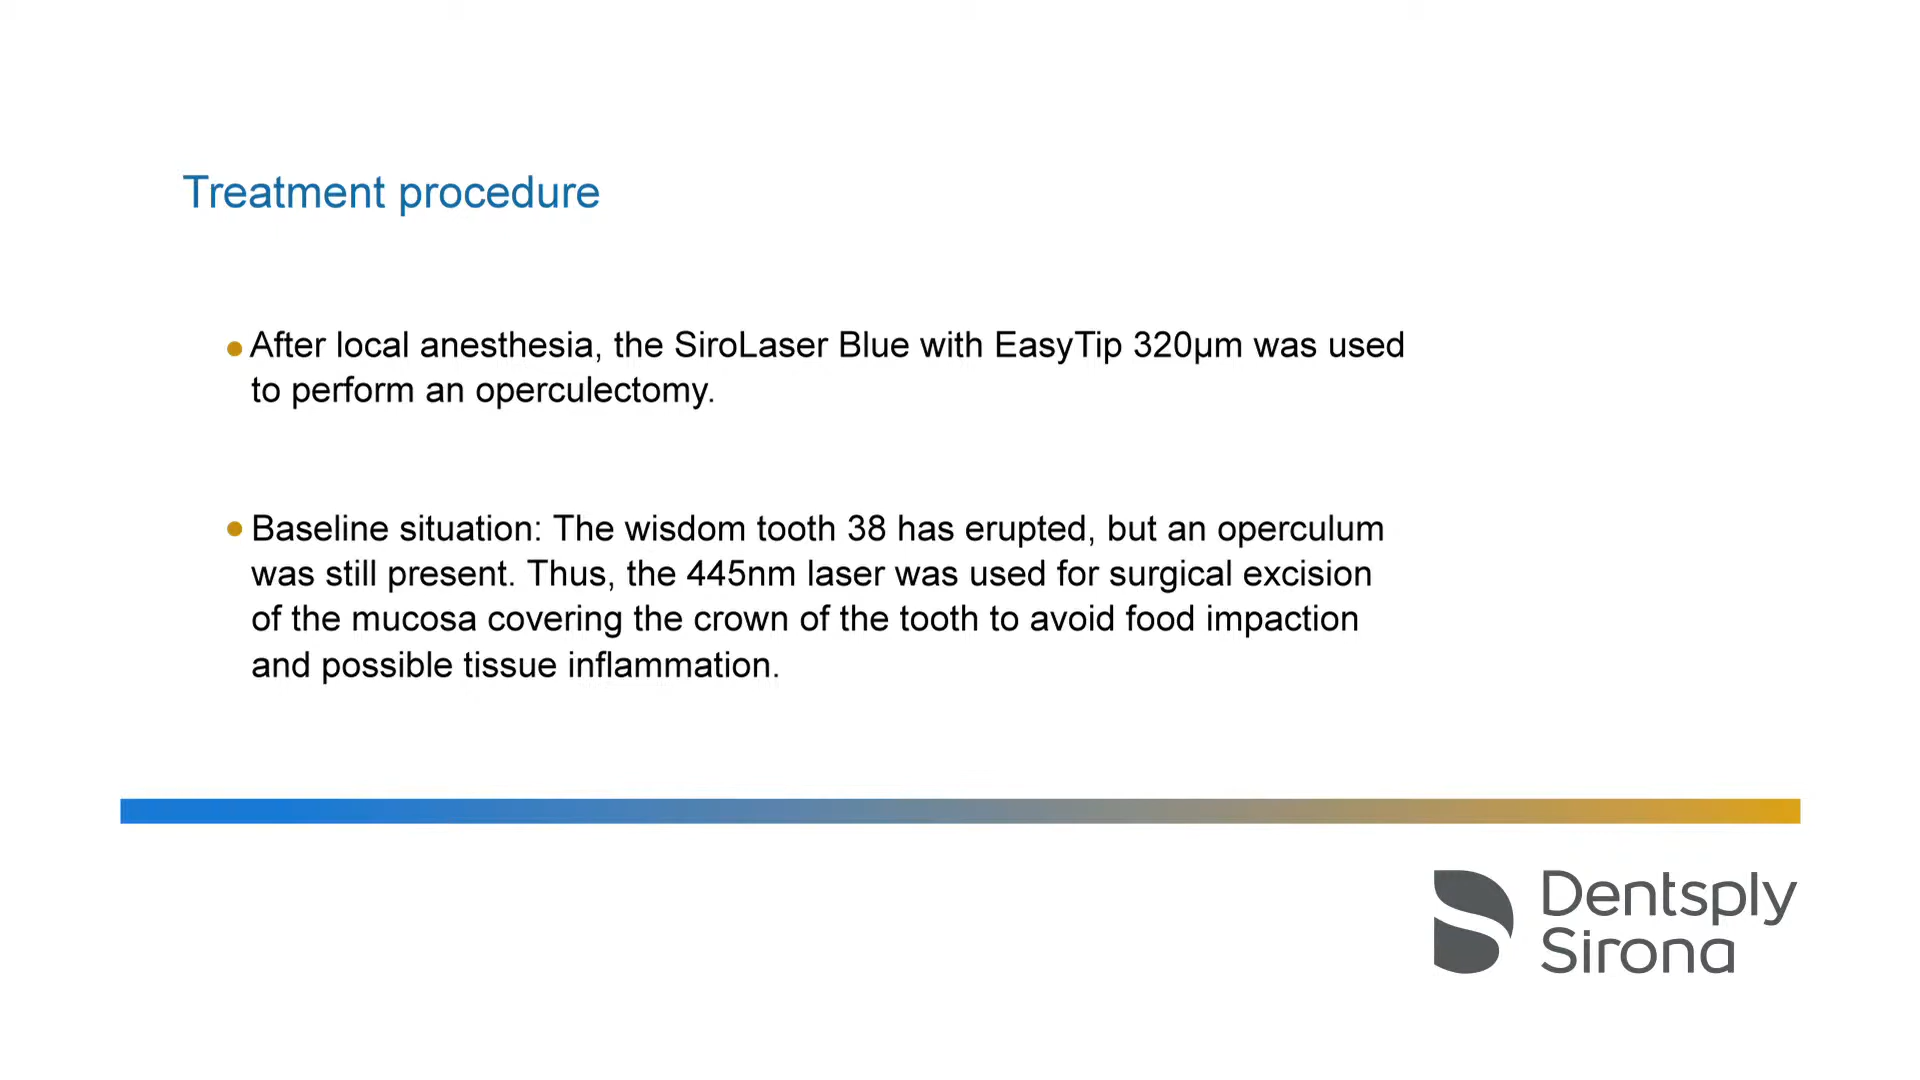 Treatment procedure
After local anesthesia, the SiroLaser Blue with EasyTip 320µm was used
to perform an operculectomy.
Baseline situation: The wisdom tooth 38 has erupted, but an operculum
was still present. Thus, the 445nm laser was used for surgical excision
of the mucosa covering the crown of the tooth to avoid food impaction
and possible tissue inflammation.
Dentsply
Sirona